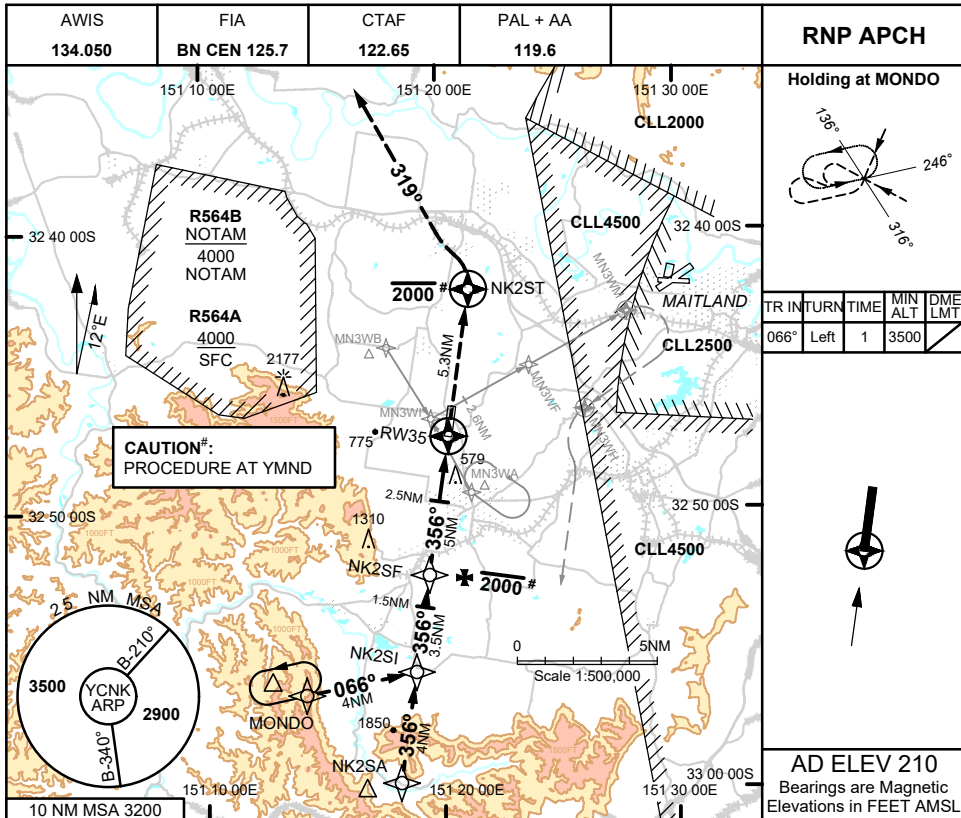 AWIS
134.050
FIA
BN CEN 125.7
CTAF
122.65
PAL + AA
119.6
RNP APCH
151 10 00E
151 20 00E
151 30 00E
CLL2000
Holding at MONDO
136°
246°
316°
319°
R564B
NOTAM
4000
NOTAM
R564A
4000
SFC
2177
CLL4500
32 40 00S
32 40 00S
MN3WM
MAITLAND
CLL2500
2000 #
NK2ST
12°E
TR IN TURN TIME MIN ALT DME LMT
066° Left 1 3500
MN3WB
5.3NM
MN3WF
MN3WI
2.6NM
1500FT
775
RW35
579
MN3WA
MN3WH
CAUTION#:
PROCEDURE AT YMND
2.5NM
32 50 00S
32 50 00S
1310
356°
5NM
1000FT
1000FT
NK2SF
2000 #
CLL4500
1.5NM
1000FT
356°
3.5NM
25 NM MSA
B-210°
3500
YCNK
ARP
2900
B-340°
NK2SI
0
5NM
Scale 1:500,000
066°
4NM
MONDO
1850
356°
4NM
1500FT
NK2SA
33 00 00S
10 NM MSA 3200
151 10 00E
151 20 00E
151 30 00E
AD ELEV 210
Bearings are Magnetic
Elevations in FEET AMSL